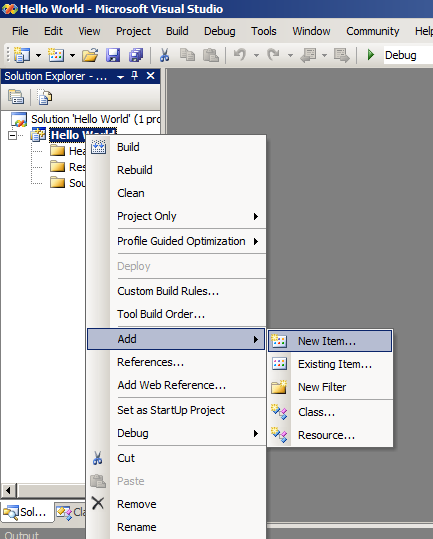 Hello World - Microsoft Visual Studio
File Edit View Project Build Debug Tools Window Community Help
Debug
Solution Explorer - ...
Solution 'Hello World' (1 pro
Hello World
Hea
Res
Sou
Build
Rebuild
Clean
Project Only
Profile Guided Optimization
Deploy
Custom Build Rules...
Tool Build Order...
Add
New Item...
Existing Item...
New Filter
Class...
Resource...
References...
Add Web Reference...
Set as StartUp Project
Debug
Cut
Paste
Remove
Rename
Sol...
Cla
Output